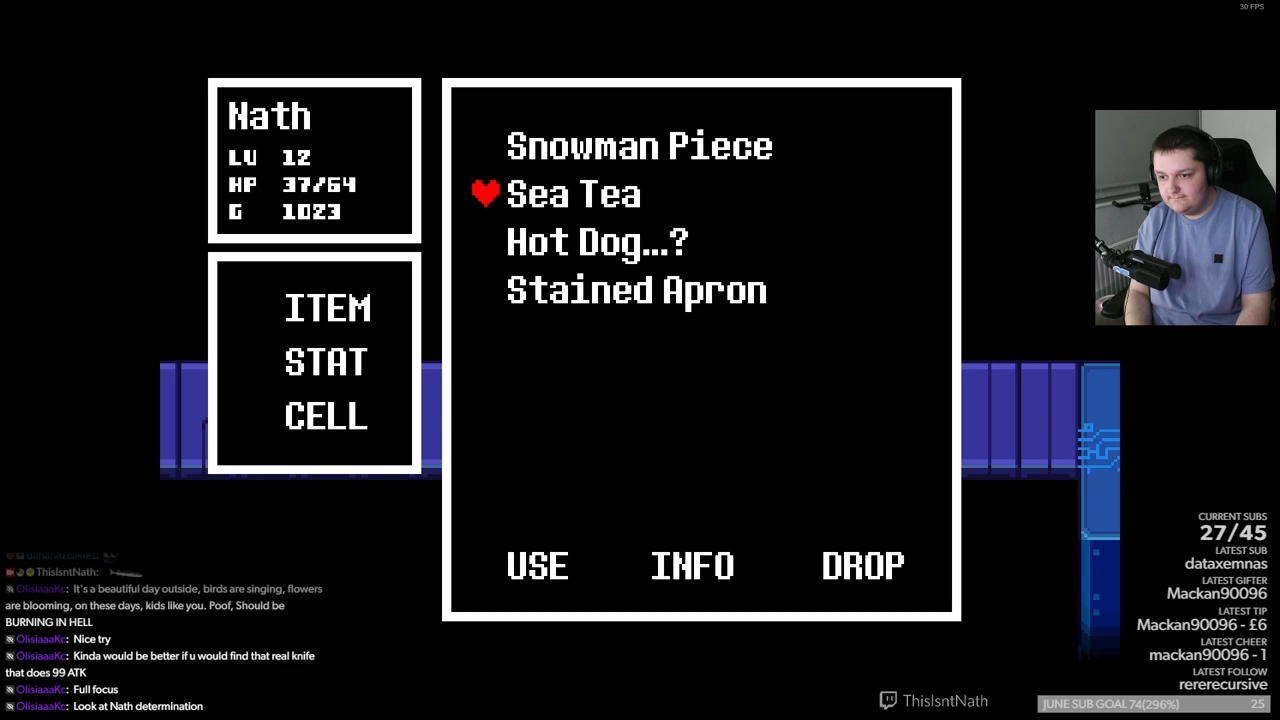 30 FPS
Nath
LV 12
HP 37/64
G 1023
ITEM
STAT
CELL
Snowman Piece
Sea Tea
Hot Dog...?
Stained Apron
USE INFO DROP
ThisIsntNath:
OlisiaaaKc: It's a beautiful day outside, birds are singing, flowers
are blooming, on these days, kids like you. Poof, Should be
BURNING IN HELL
OlisiaaaKc: Nice try
OlisiaaaKc: Kinda would be better if u would find that real knife
that does 99 ATK
OlisiaaaKc: Full focus
OlisiaaaKc: Look at Nath determination
ThisIsntNath
CURRENT SUBS
27/45
LATEST SUB
dataxemnas
LATEST GIFTER
Mackan90096
LATEST TIP
Mackan90096 - £6
LATEST CHEER
mackan90096 - 1
LATEST FOLLOW
rererecursive
JUNE SUB GOAL 74(296%) 25